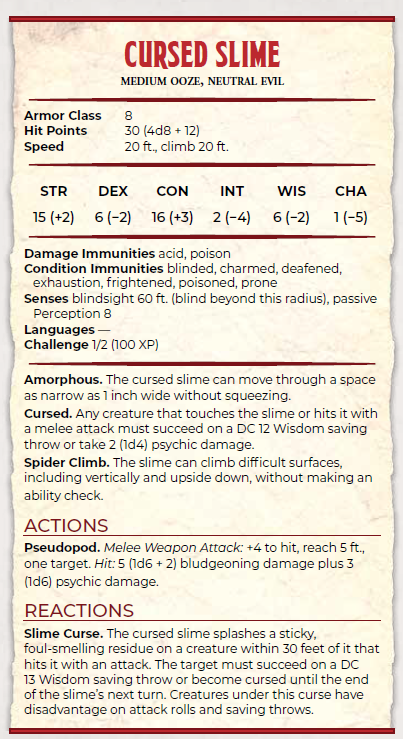 CURSED SLIME
MEDIUM OOZE, NEUTRAL EVIL
Armor Class 8
Hit Points 30 (4d8 + 12)
Speed 20 ft., climb 20 ft.
STR DEX CON INT WIS CHA
15 (+2) 6 (−2) 16 (+3) 2 (−4) 6 (−2) 1 (−5)
Damage Immunities acid, poison
Condition Immunities blinded, charmed, deafened,
exhaustion, frightened, poisoned, prone
Senses blindsight 60 ft. (blind beyond this radius), passive
Perception 8
Languages —
Challenge 1/2 (100 XP)
Amorphous. The cursed slime can move through a space
as narrow as 1 inch wide without squeezing.
Cursed. Any creature that touches the slime or hits it with
a melee attack must succeed on a DC 12 Wisdom saving
throw or take 2 (1d4) psychic damage.
Spider Climb. The slime can climb difficult surfaces,
including vertically and upside down, without making an
ability check.
ACTIONS
Pseudopod. Melee Weapon Attack: +4 to hit, reach 5 ft.,
one target. Hit: 5 (1d6 + 2) bludgeoning damage plus 3
(1d6) psychic damage.
REACTIONS
Slime Curse. The cursed slime splashes a sticky,
foul-smelling residue on a creature within 30 feet of it that
hits it with an attack. The target must succeed on a DC
13 Wisdom saving throw or become cursed until the end
of the slime's next turn. Creatures under this curse have
disadvantage on attack rolls and saving throws.